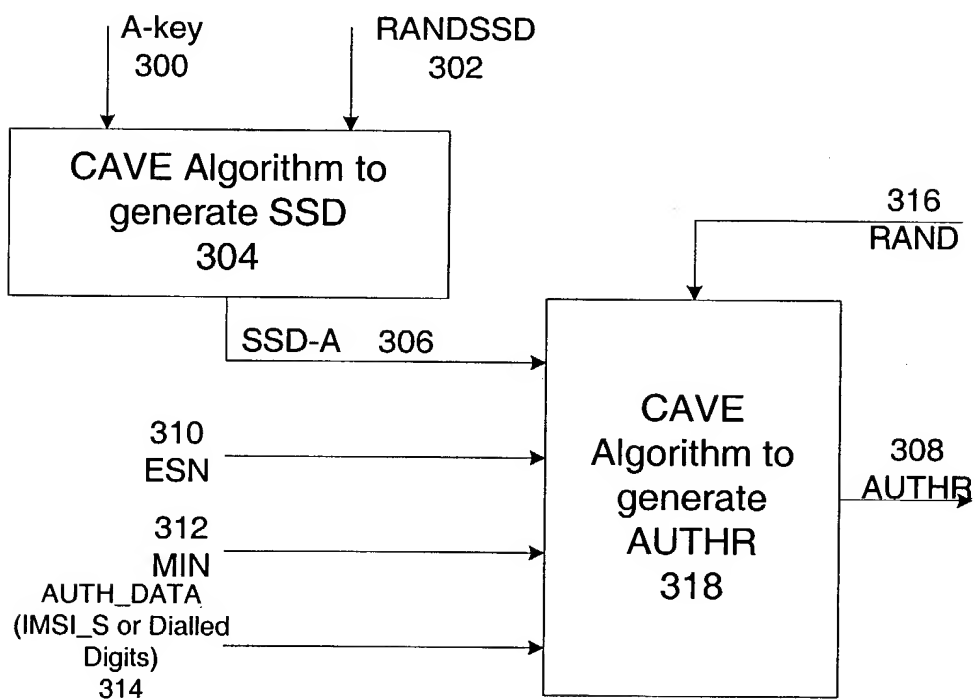 A-key
300
RANDSSD
302
CAVE Algorithm to
generate SSD
304
316
RAND
SSD-A 306
310
ESN
312
MIN
AUTH_DATA
(IMSI_S or Dialled
Digits)
314
CAVE
Algorithm to
generate
AUTHR
318
308
AUTHR